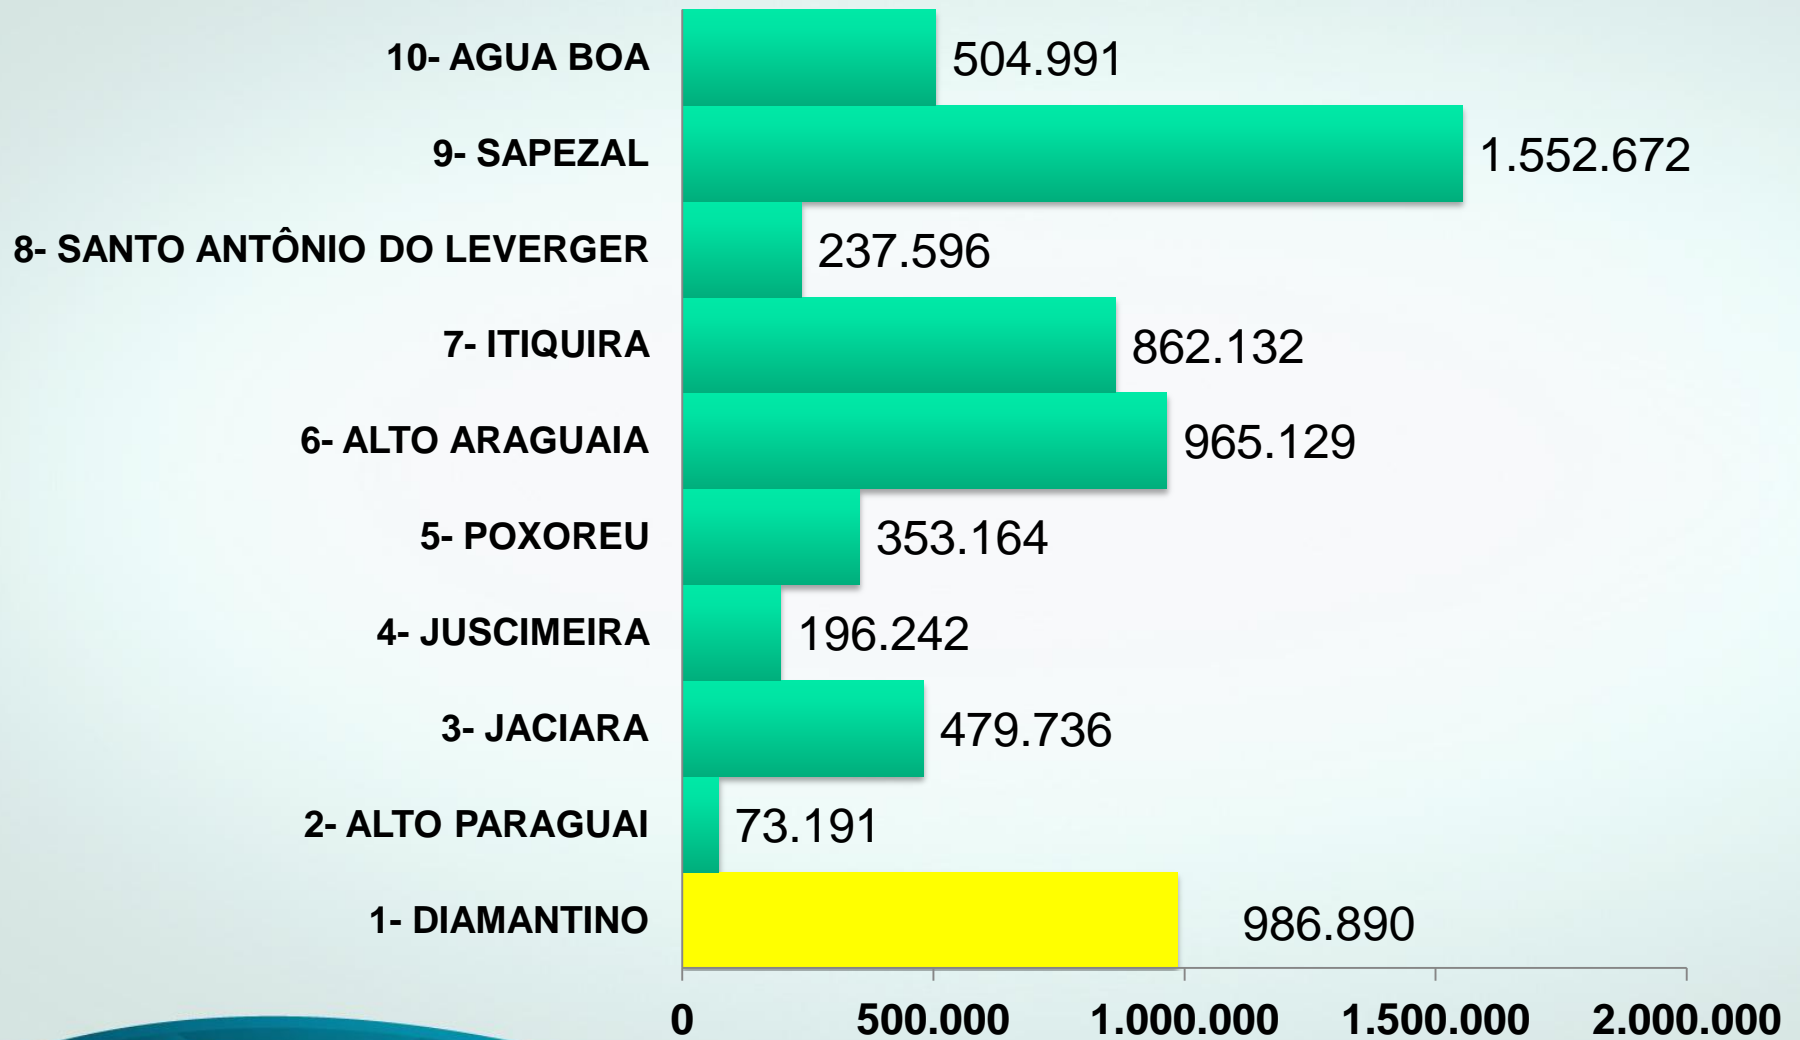 10- AGUA BOA 504.991
9- SAPEZAL 1.552.672
8- SANTO ANTÔNIO DO LEVERGER 237.596
7- ITIQUIRA 862.132
6- ALTO ARAGUAIA 965.129
5- POXOREU 353.164
4- JUSCIMEIRA 196.242
3- JACIARA 479.736
2- ALTO PARAGUAI 73.191
1- DIAMANTINO 986.890
0 500.000 1.000.000 1.500.000 2.000.000